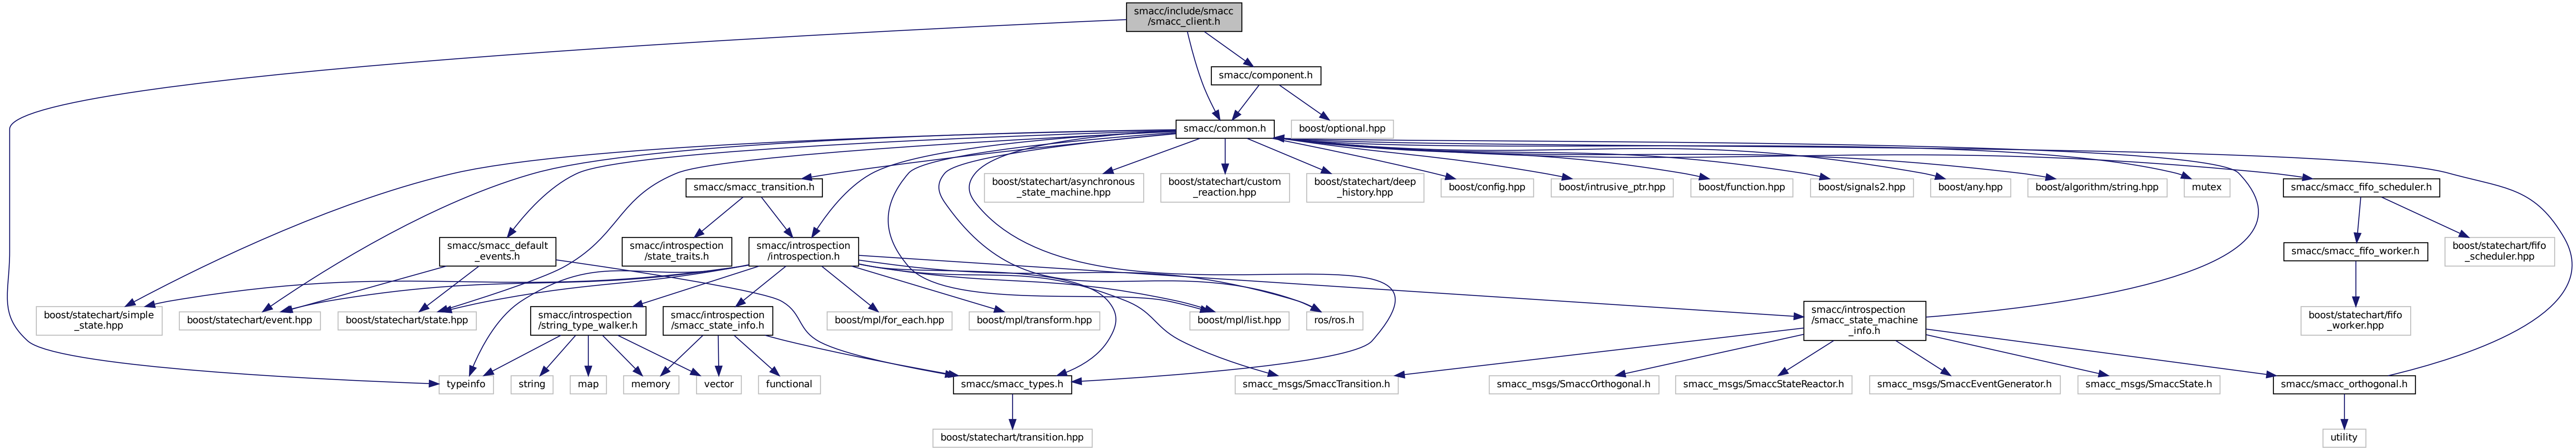 smacc/include/smacc
/smacc_client.h
smacc/component.h
smacc/common.h
boost/optional.hpp
smacc/smacc_transition.h
boost/statechart/asynchronous
_state_machine.hpp
boost/statechart/custom
_reaction.hpp
boost/statechart/deep
_history.hpp
boost/config.hpp
boost/intrusive_ptr.hpp
boost/function.hpp
boost/signals2.hpp
boost/any.hpp
boost/algorithm/string.hpp
mutex
smacc/smacc_fifo_scheduler.h
smacc/smacc_default
_events.h
smacc/introspection
/state_traits.h
smacc/introspection
/introspection.h
smacc/smacc_fifo_worker.h
boost/statechart/fifo
_scheduler.hpp
boost/statechart/simple
_state.hpp
boost/statechart/event.hpp
boost/statechart/state.hpp
smacc/introspection
/string_type_walker.h
smacc/introspection
/smacc_state_info.h
boost/mpl/for_each.hpp
boost/mpl/transform.hpp
boost/mpl/list.hpp
ros/ros.h
smacc/introspection
/smacc_state_machine
_info.h
boost/statechart/fifo
_worker.hpp
typeinfo
string
map
memory
vector
functional
smacc/smacc_types.h
smacc_msgs/SmaccTransition.h
smacc_msgs/SmaccOrthogonal.h
smacc_msgs/SmaccStateReactor.h
smacc_msgs/SmaccEventGenerator.h
smacc_msgs/SmaccState.h
smacc/smacc_orthogonal.h
boost/statechart/transition.hpp
utility